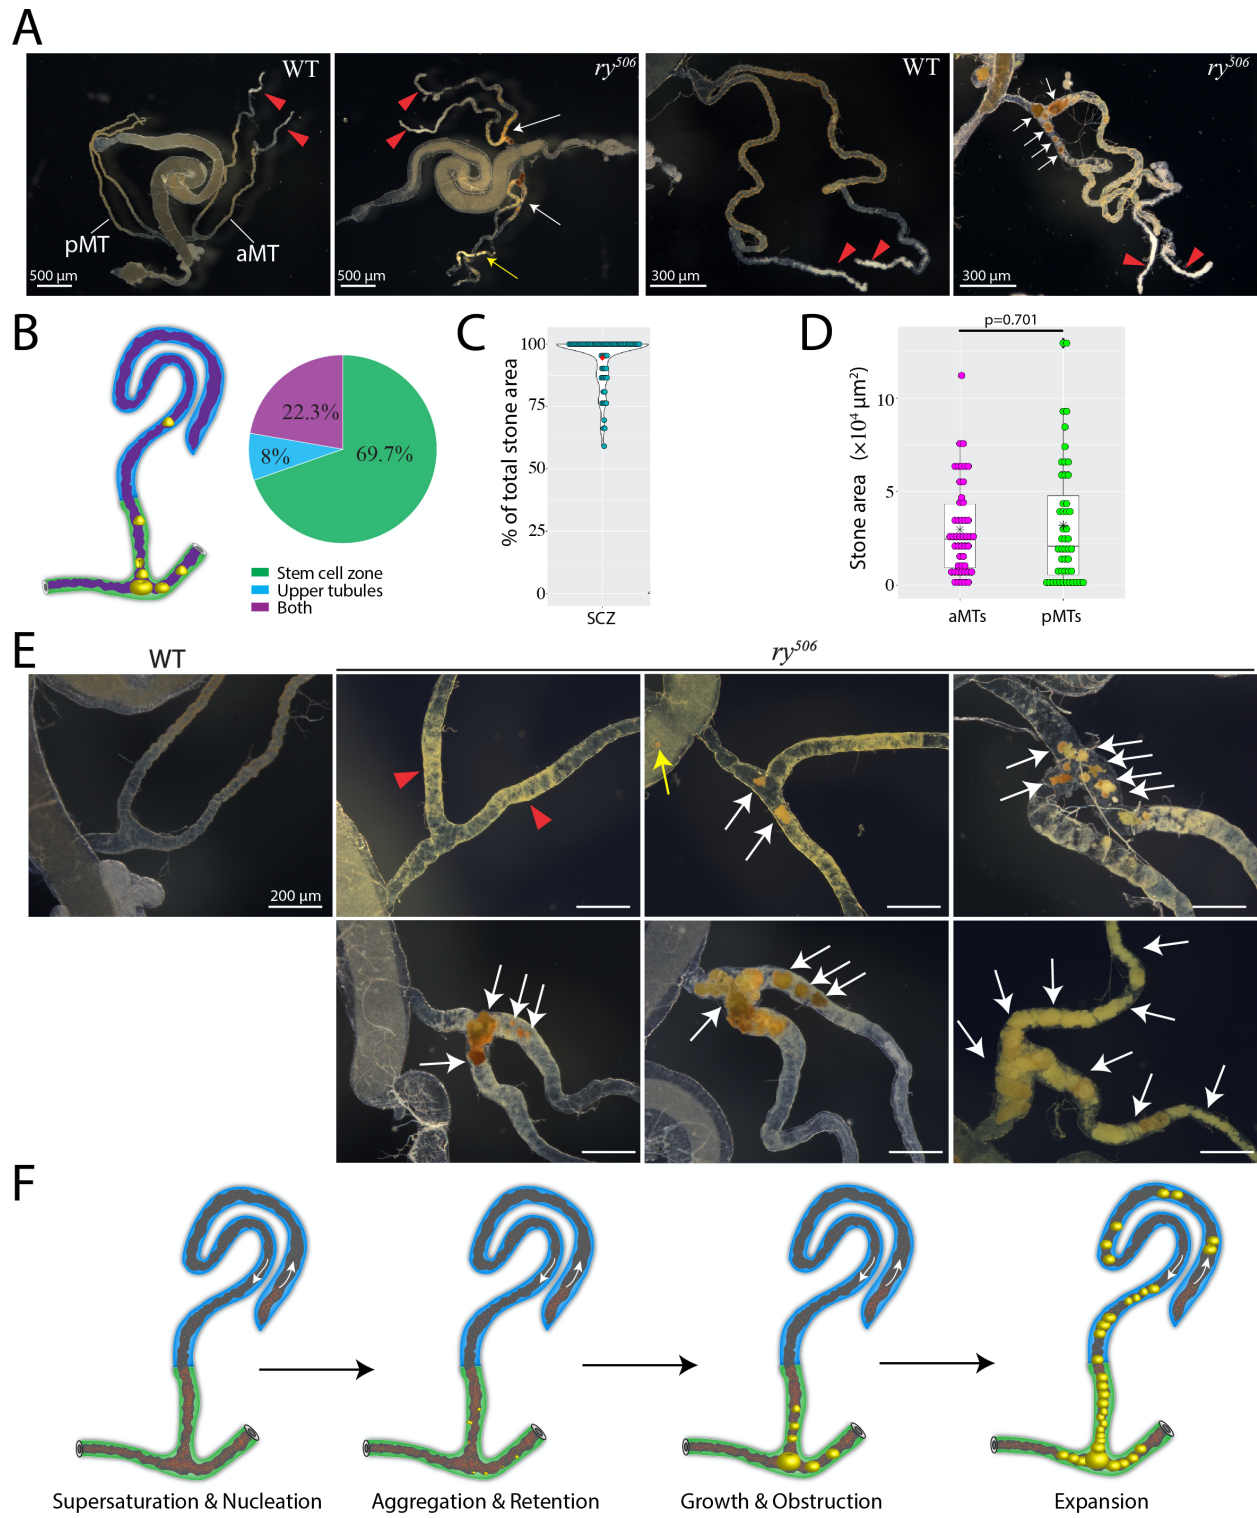 A
WT
ry506
WT
ry506
pMT
aMT
500 µm
500 µm
300 µm
300 µm
B
22.3%
8%
69.7%
Stem cell zone
Upper tubules
Both
C
% of total stone area
100
75
50
25
0
SCZ
D
p=0.701
Stone area (×10⁴ µm²)
10
5
0
aMTs
pMTs
E
WT
ry506
200 µm
F
Supersaturation & Nucleation
Aggregation & Retention
Growth & Obstruction
Expansion